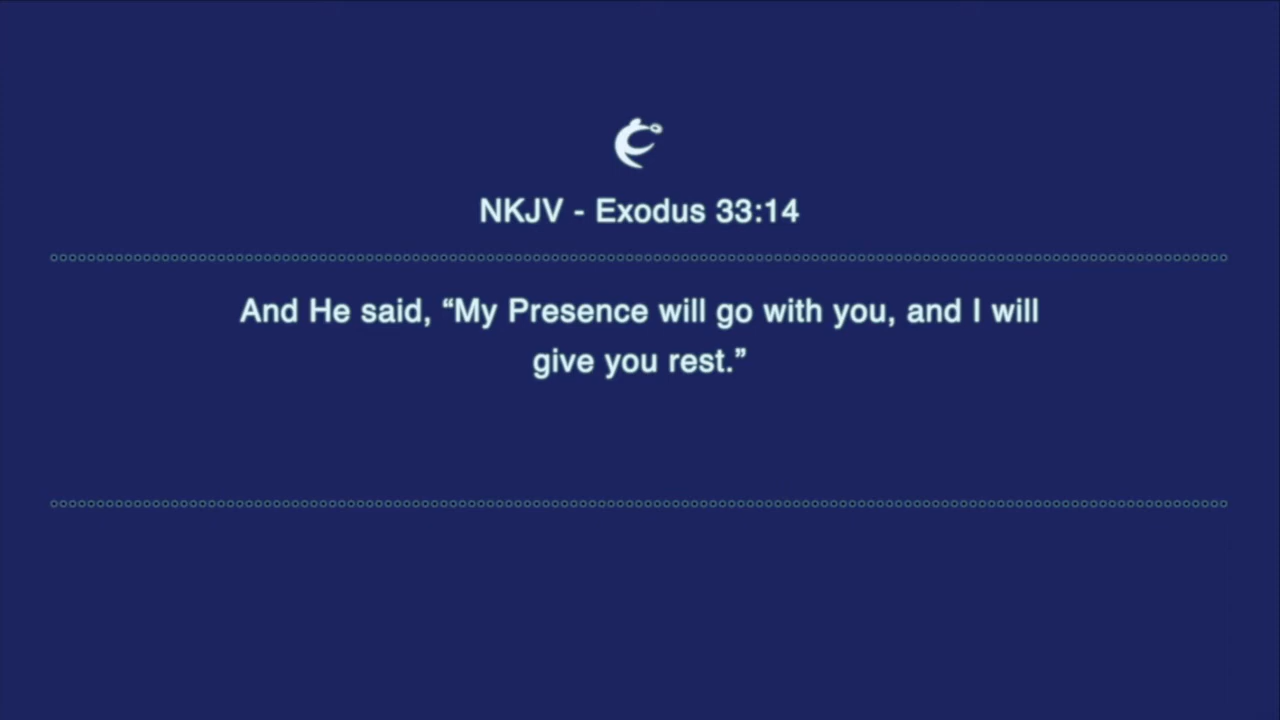 NKJV - Exodus 33:14
And He said, “My Presence will go with you, and I will
give you rest.”